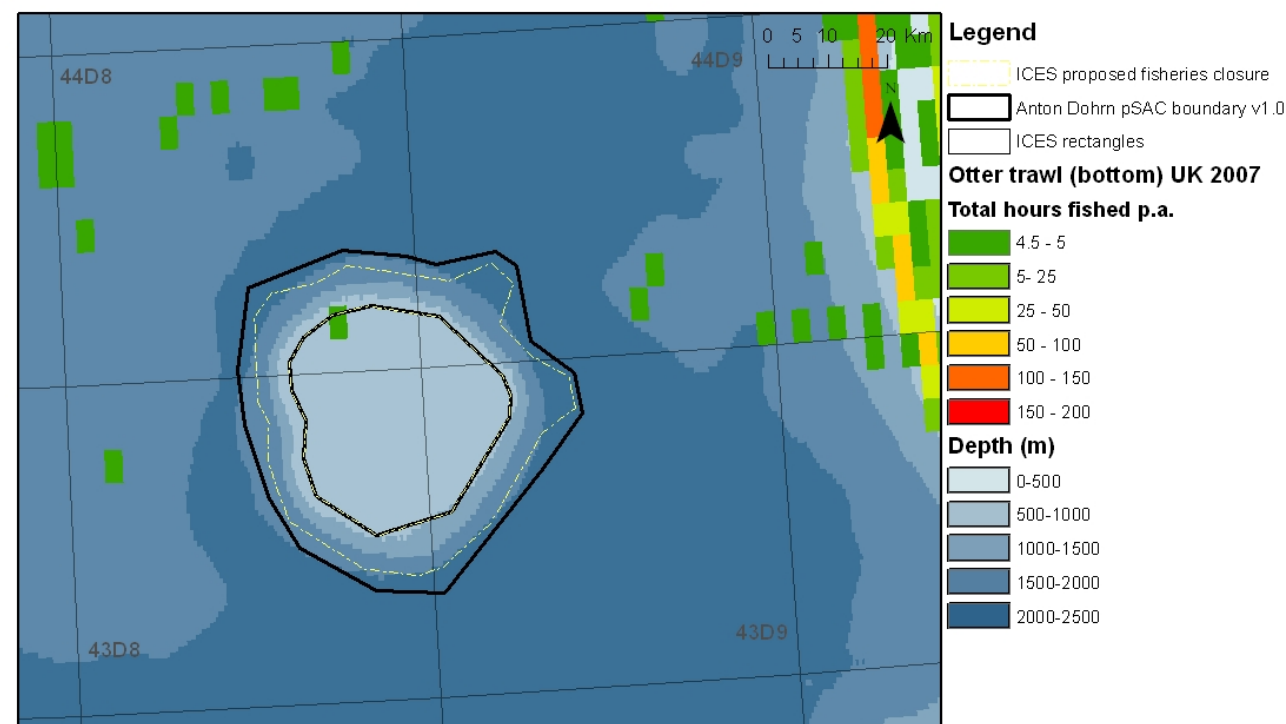 44D8
44D9
0 5 10 20 Km
N
43D8
43D9
Legend
ICES proposed fisheries closure
Anton Dohrn pSAC boundary v1.0
ICES rectangles
Otter trawl (bottom) UK 2007
Total hours fished p.a.
4.5 - 5
5- 25
25 - 50
50 - 100
100 - 150
150 - 200
Depth (m)
0-500
500-1000
1000-1500
1500-2000
2000-2500